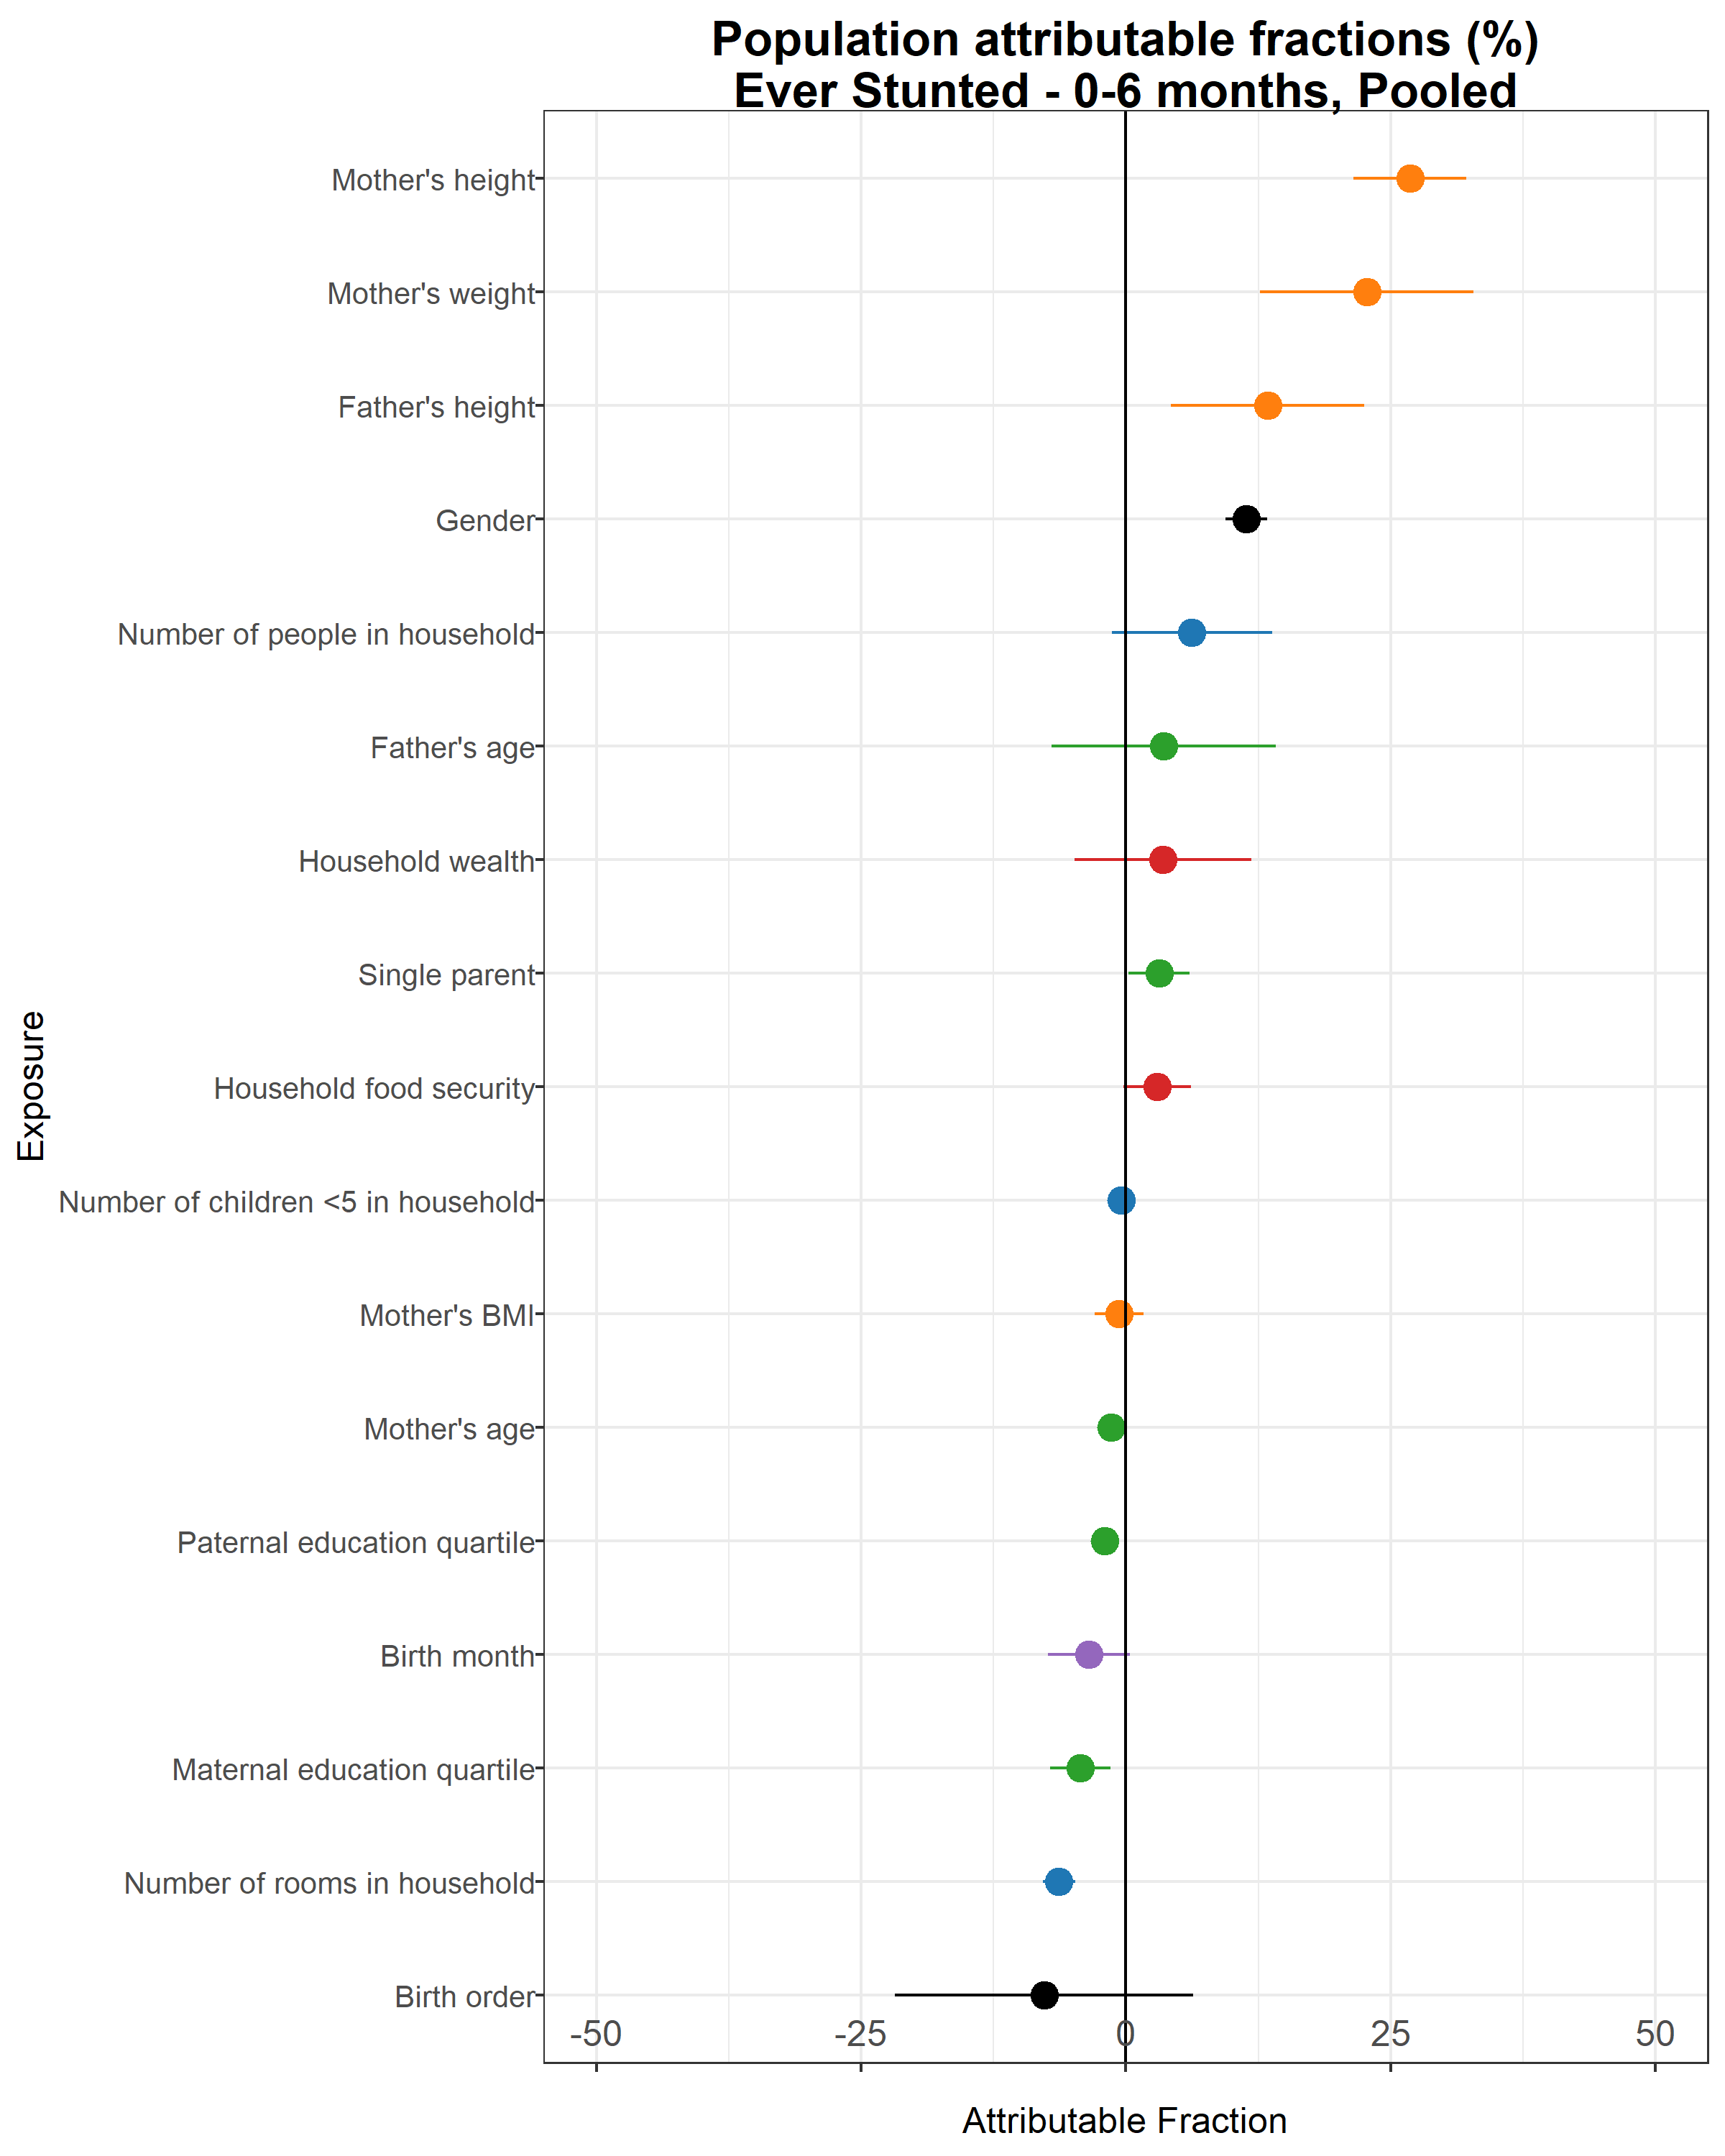 Population attributable fractions (%)
Ever Stunted - 0-6 months, Pooled
Exposure
Mother's height
Mother's weight
Father's height
Gender
Number of people in household
Father's age
Household wealth
Single parent
Household food security
Number of children <5 in household
Mother's BMI
Mother's age
Paternal education quartile
Birth month
Maternal education quartile
Number of rooms in household
Birth order
-50 -25 0 25 50
Attributable Fraction